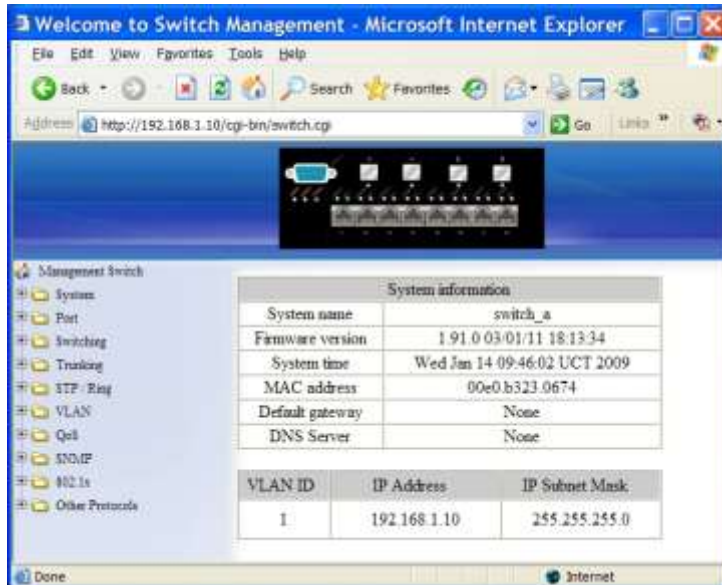 Welcome to Switch Management - Microsoft Internet Explorer
File Edit View Favorites Tools Help
Back Search Favorites
Address http://192.168.1.10/cgi-bin/switch.cgi Go Links »
Management Switch
System
Port
Switching
Trunking
STP / Ring
VLAN
QoS
SNMP
802.1x
Other Protocols
System information
System name switch_a
Firmware version 1.91.0 03/01/11 18:13:34
System time Wed Jan 14 09:46:02 UCT 2009
MAC address 00e0.b323.0674
Default gateway None
DNS Server None
VLAN ID IP Address IP Subnet Mask
1 192.168.1.10 255.255.255.0
Done Internet